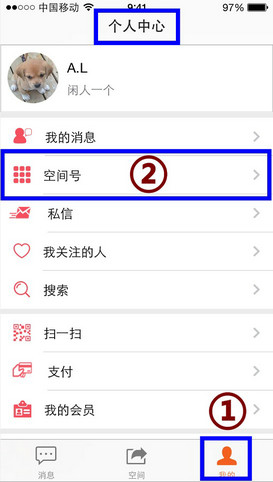 中国移动 9:41 97%
个人中心
A.L
闲人一个
我的消息
空间号
②
私信
我关注的人
搜索
扫一扫
支付
我的会员
①
消息 空间 我的